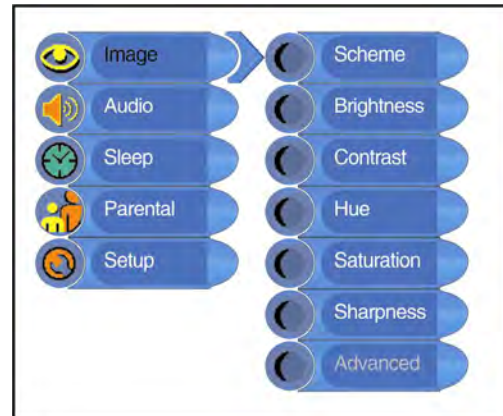 Image
Audio
Sleep
Parental
Setup
Scheme
Brightness
Contrast
Hue
Saturation
Sharpness
Advanced